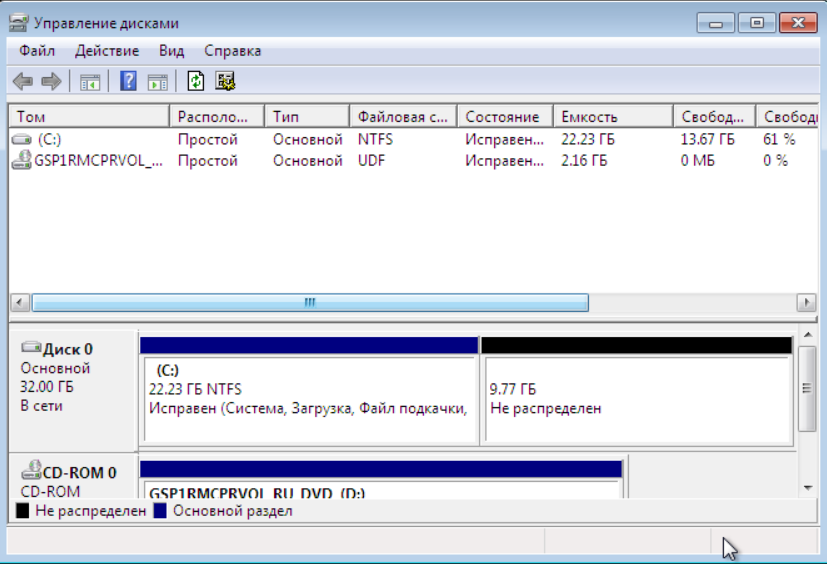 Управление дисками
Файл Действие Вид Справка
Том Располо... Тип Файловая с... Состояние Емкость Свобод... Свободн
(C:) Простой Основной NTFS Исправен... 22.23 ГБ 13.67 ГБ 61 %
GSP1RMCPRVOL_... Простой Основной UDF Исправен... 2.16 ГБ 0 МБ 0 %
Диск 0
Основной
32.00 ГБ
В сети
(C:)
22.23 ГБ NTFS
Исправен (Система, Загрузка, Файл подкачки,
9.77 ГБ
Не распределен
CD-ROM 0
CD-ROM
GSP1RMCPRVOL_RU_DVD (D:)
Не распределен Основной раздел